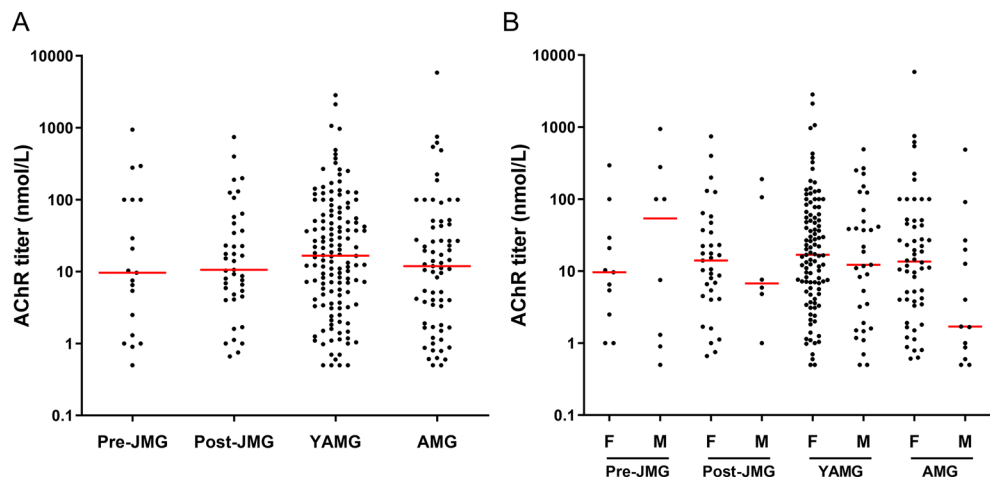 A
AChR titer (nmol/L)
10000
1000
100
10
1
0.1
Pre-JMG Post-JMG YAMG AMG
B
AChR titer (nmol/L)
10000
1000
100
10
1
0.1
F M F M F M F M
Pre-JMG Post-JMG YAMG AMG